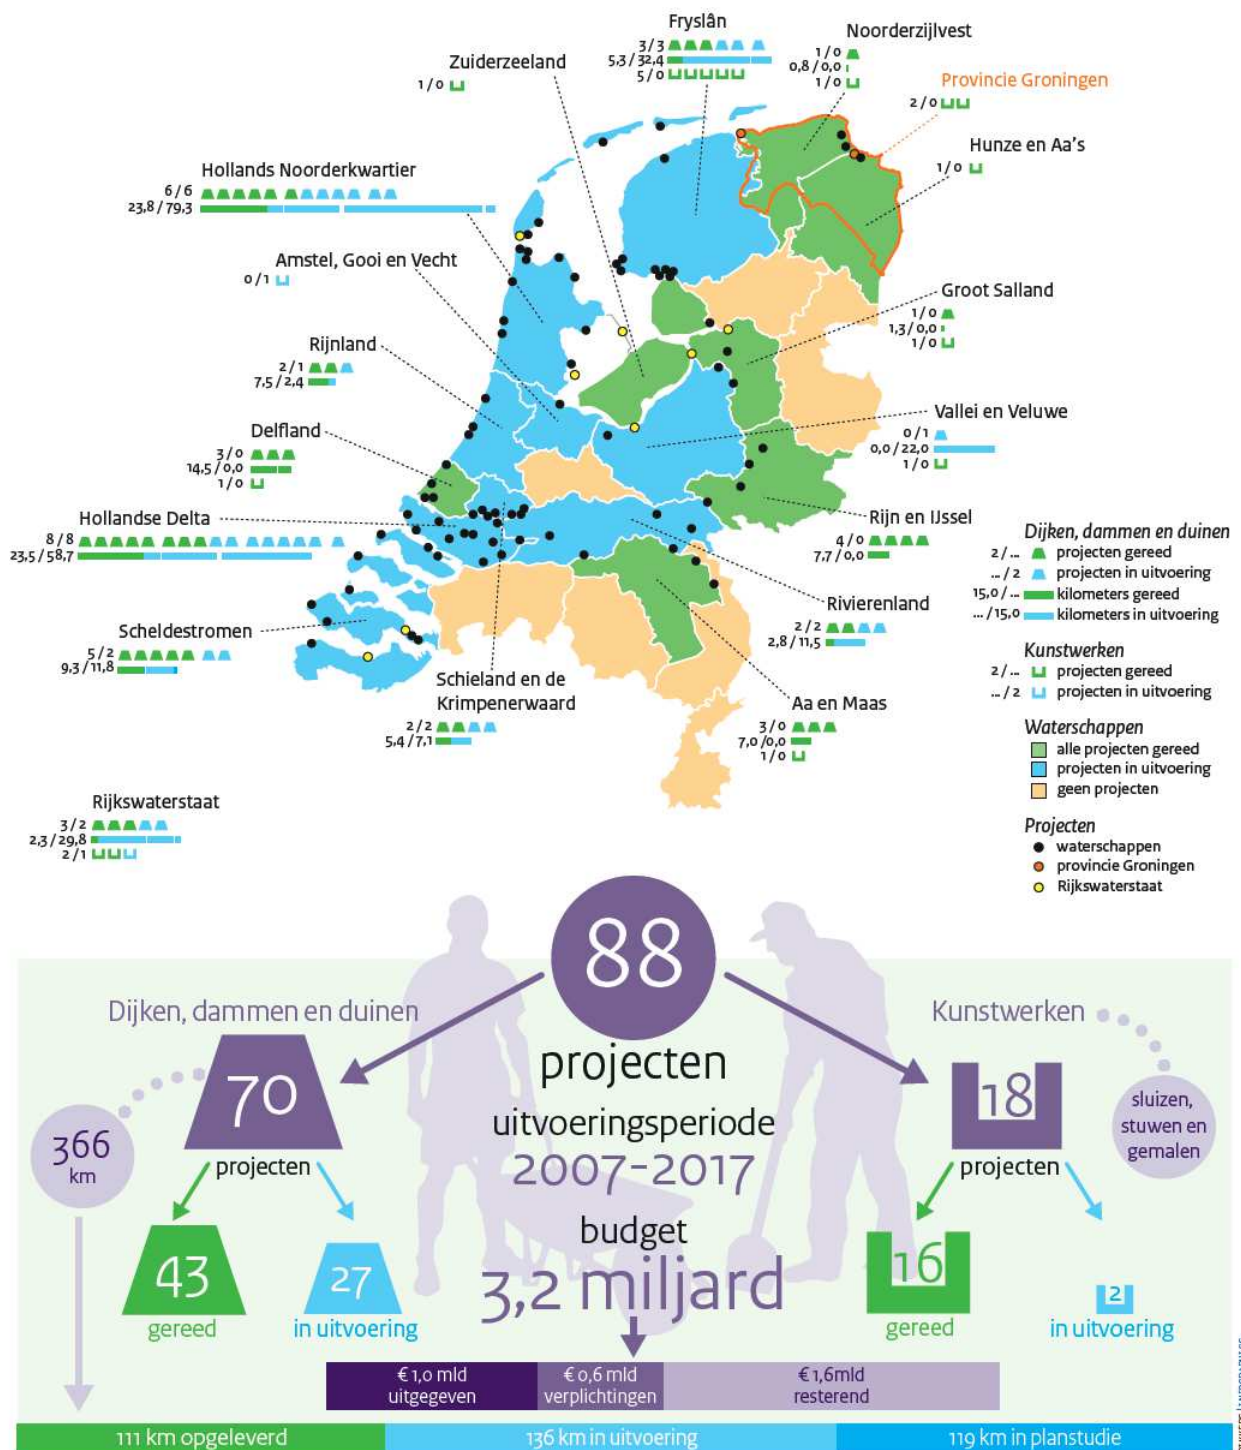 Fryslân
3 / 3
5,3 / 32,4
5 / 0
Noorderzijlvest
1 / 0
0,8 / 0,0
1 / 0
Zuiderzeeland
1 / 0
Provincie Groningen
2 / 0
Hunze en Aa's
1 / 0
Hollands Noorderkwartier
6 / 6
23,8 / 79,3
Amstel, Gooi en Vecht
0 / 1
Groot Salland
1 / 0
1,3 / 0,0
1 / 0
Rijnland
2 / 1
7,5 / 2,4
Vallei en Veluwe
0 / 1
0,0 / 22,0
1 / 0
Delfland
3 / 0
14,5 / 0,0
1 / 0
Hollandse Delta
8 / 8
23,5 / 58,7
Rijn en IJssel
4 / 0
7,7 / 0,0
Scheldestromen
5 / 2
9,3 / 11,8
Rivierenland
2 / 2
2,8 / 11,5
Schieland en de
Krimpenerwaard
2 / 2
5,4 / 7,1
Aa en Maas
3 / 0
7,0 / 0,0
1 / 0
Rijkswaterstaat
3 / 2
2,3 / 29,8
2 / 1
Dijken, dammen en duinen
2 / ... projecten gereed
... / 2 projecten in uitvoering
15,0 / ... kilometers gereed
... / 15,0 kilometers in uitvoering
Kunstwerken
2 / ... projecten gereed
... / 2 projecten in uitvoering
Waterschappen
alle projecten gereed
projecten in uitvoering
geen projecten
Projecten
waterschappen
provincie Groningen
Rijkswaterstaat
88
projecten
uitvoeringsperiode
2007-2017
budget
3,2 miljard
Dijken, dammen en duinen
70
projecten
366
km
43
gereed
27
in uitvoering
Kunstwerken
18
projecten
sluizen,
stuwen en
gemalen
16
gereed
2
in uitvoering
€ 1,0 mld
uitgegeven
€ 0,6 mld
verplichtingen
€ 1,6mld
resterend
111 km opgeleverd
136 km in uitvoering
119 km in planstudie